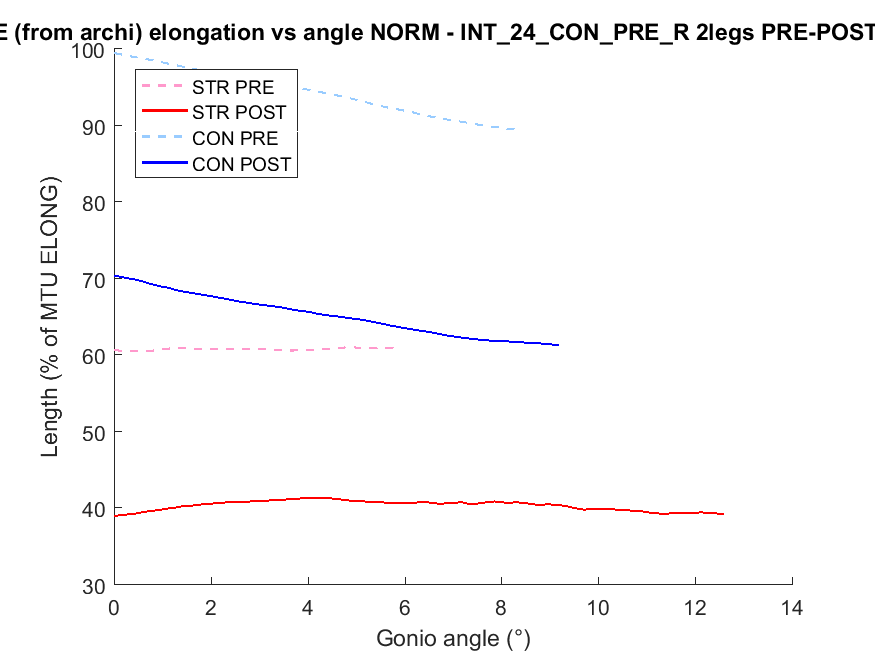 E (from archi) elongation vs angle NORM - INT_24_CON_PRE_R 2legs PRE-POST
100
90
80
70
60
50
40
30
STR PRE
STR POST
CON PRE
CON POST
Length (% of MTU ELONG)
0 2 4 6 8 10 12 14
Gonio angle (°)